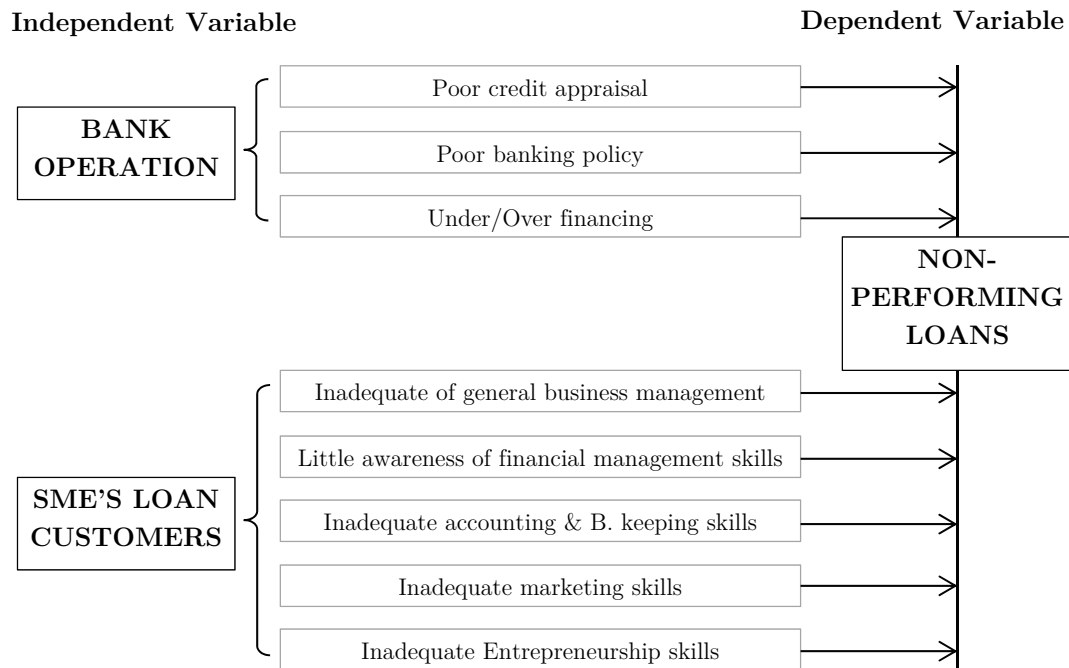 Independent Variable
Dependent Variable
BANK
OPERATION
Poor credit appraisal
Poor banking policy
Under/Over financing
NON-
PERFORMING
LOANS
SME'S LOAN
CUSTOMERS
Inadequate of general business management
Little awareness of financial management skills
Inadequate accounting & B. keeping skills
Inadequate marketing skills
Inadequate Entrepreneurship skills